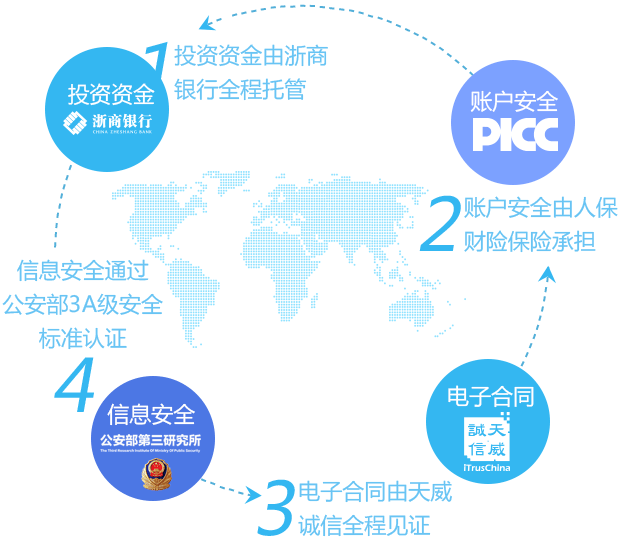 1
投资资金由浙商
银行全程托管
投资资金
浙商银行
CHINA ZHESHANG BANK
账户安全
PICC
2
账户安全由人保
财险保险承担
信息安全通过
公安部3A级安全
标准认证
4
信息安全
公安部第三研究所
The Third Research Institute Of Ministry Of Public Security
电子合同
誠天
信威
iTrusChina
3
电子合同由天威
诚信全程见证